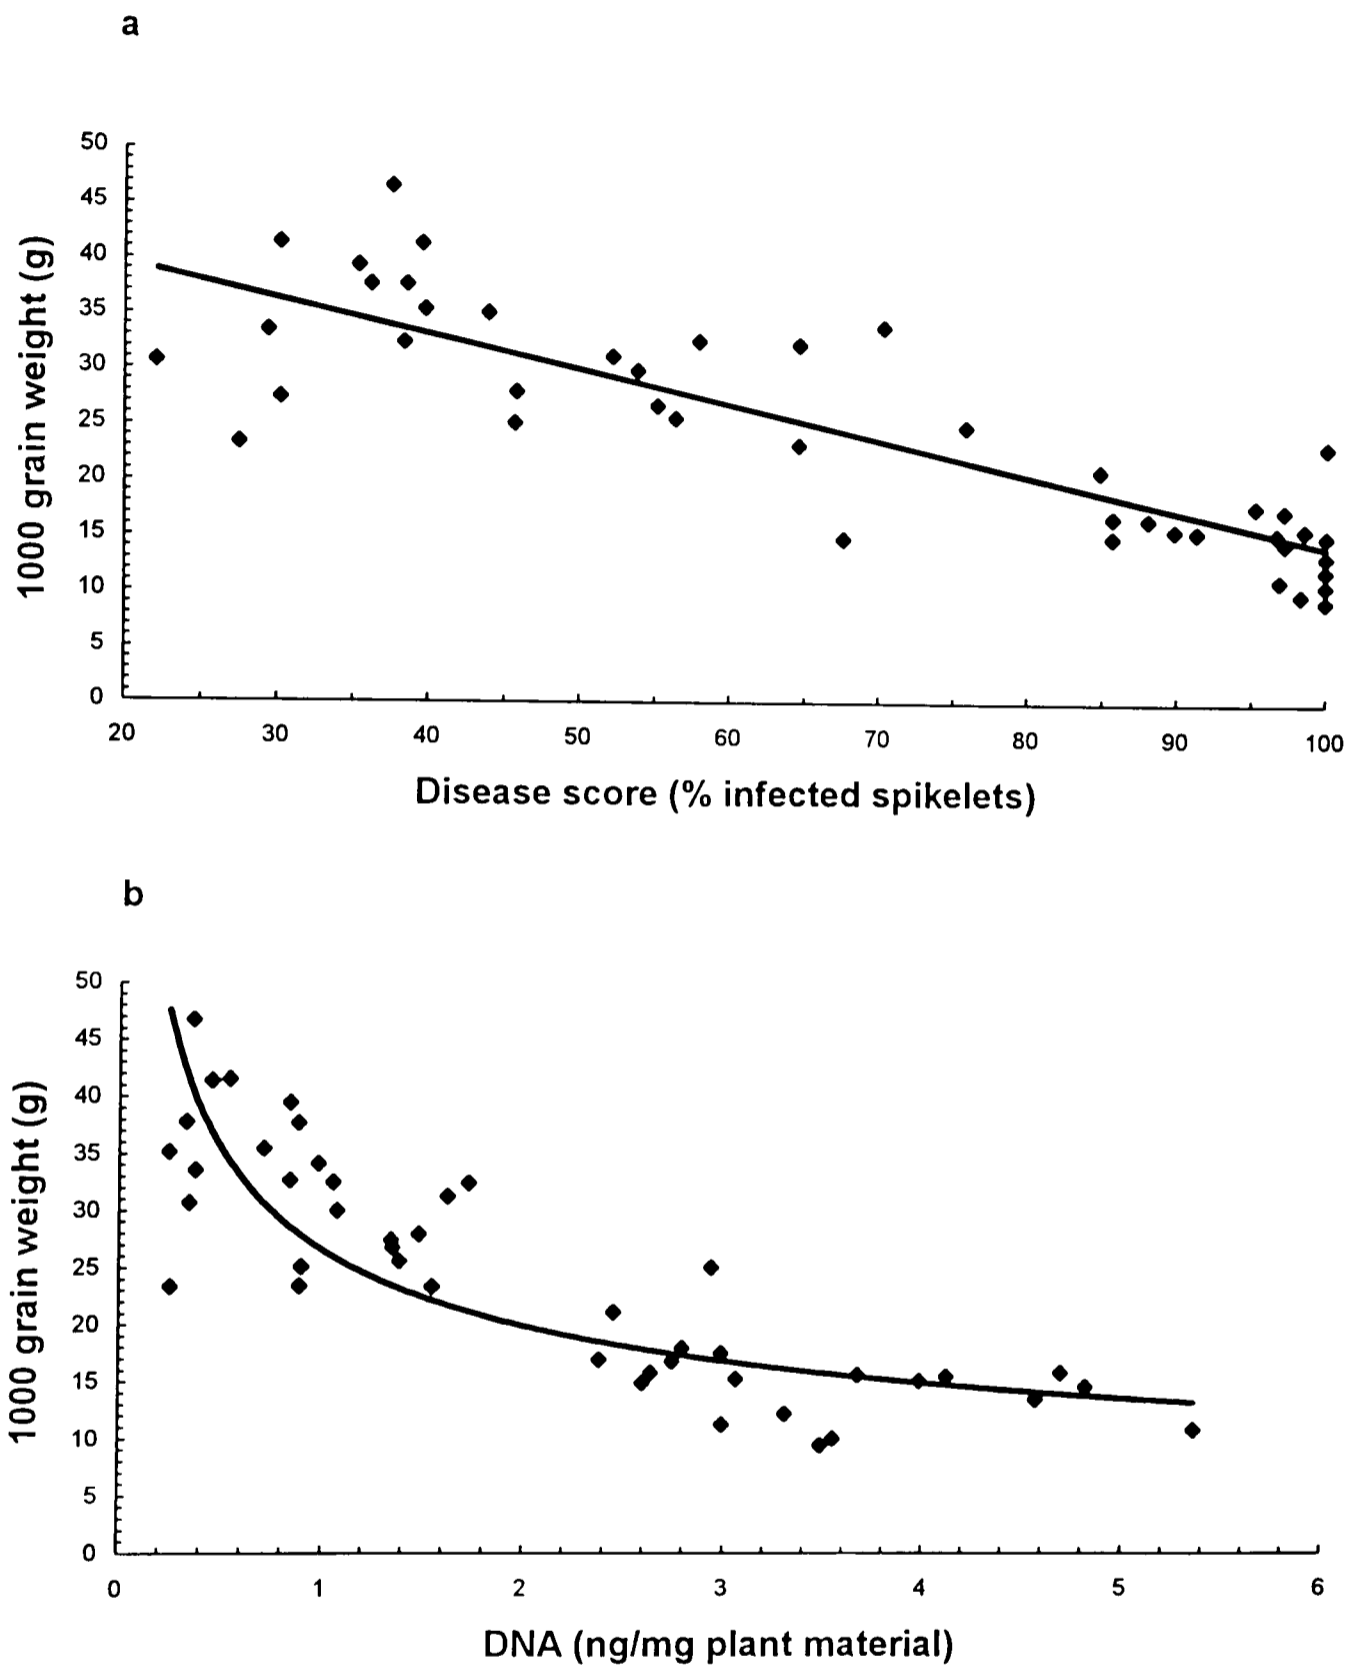 a
50
45
40
35
30
25
20
15
10
5
0
1000 grain weight (g)
20 30 40 50 60 70 80 90 100
Disease score (% infected spikelets)
b
50
45
40
35
30
25
20
15
10
5
0
1000 grain weight (g)
0 1 2 3 4 5 6
DNA (ng/mg plant material)